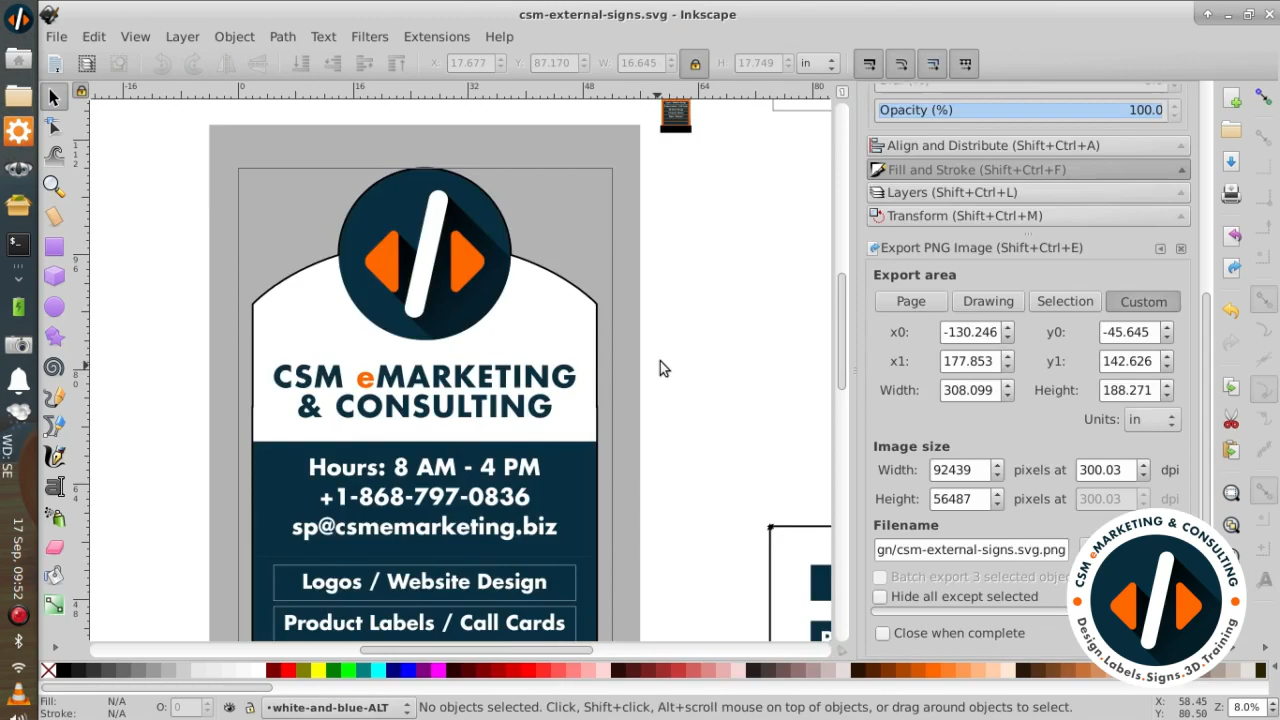 csm-external-signs.svg - Inkscape
File Edit View Layer Object Path Text Filters Extensions Help
X: 17.677 Y: 87.170 W: 16.645 H: 17.749 in
-16 0 16 32 48 64 80
Opacity (%) 100.0
Align and Distribute (Shift+Ctrl+A)
Fill and Stroke (Shift+Ctrl+F)
Layers (Shift+Ctrl+L)
Transform (Shift+Ctrl+M)
Export PNG Image (Shift+Ctrl+E)
Export area
Page Drawing Selection Custom
x0: -130.246 y0: -45.645
x1: 177.853 y1: 142.626
Width: 308.099 Height: 188.271
Units: in
Image size
Width: 92439 pixels at 300.03 dpi
Height: 56487 pixels at 300.03 dpi
Filename
gn/csm-external-signs.svg.png
Batch export 3 selected objec
Hide all except selected
Close when complete
CSM eMARKETING
& CONSULTING
Hours: 8 AM - 4 PM
+1-868-797-0836
sp@csmemarketing.biz
Logos / Website Design
Product Labels / Call Cards
CSM eMARKETING & CONSULTING
Design.Labels.Signs.3D.Training
WD: SE
17 Sep, 09:52
Fill: N/A
Stroke: N/A
O: 0
•white-and-blue-ALT
No objects selected. Click, Shift+click, Alt+scroll mouse on top of objects, or drag around objects to select.
X: 58.45
Y: 80.50
Z: 8.0%